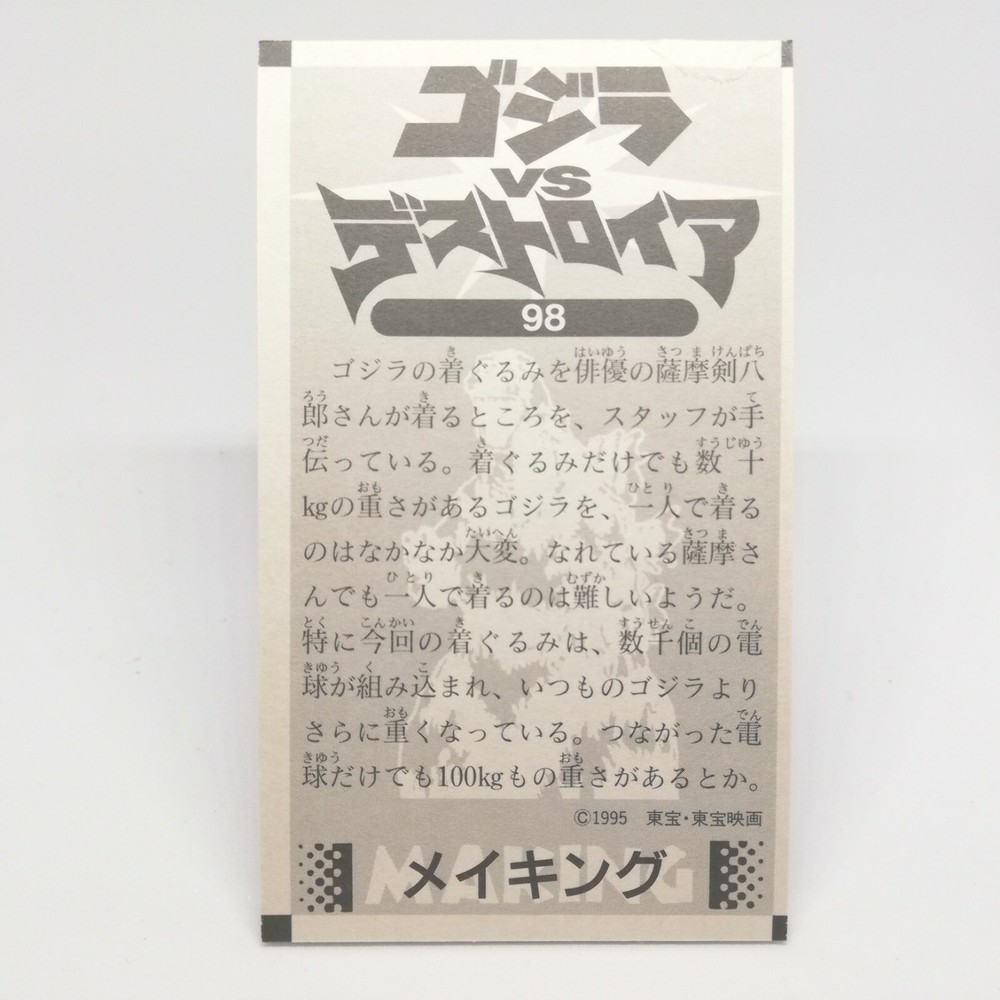 ゴジラ
VS
デストロイア
98
ゴジラの着ぐるみを俳優の薩摩剣八
郎さんが着るところを、スタッフが手
伝っている。着ぐるみだけでも数十
kgの重さがあるゴジラを、一人で着る
のはなかなか大変。なれている薩摩さ
んでも一人で着るのは難しいようだ。
特に今回の着ぐるみは、数千個の電
球が組み込まれ、いつものゴジラより
さらに重くなっている。つながった電
球だけでも100kgもの重さがあるとか。
©1995 東宝・東宝映画
MAKING
メイキング